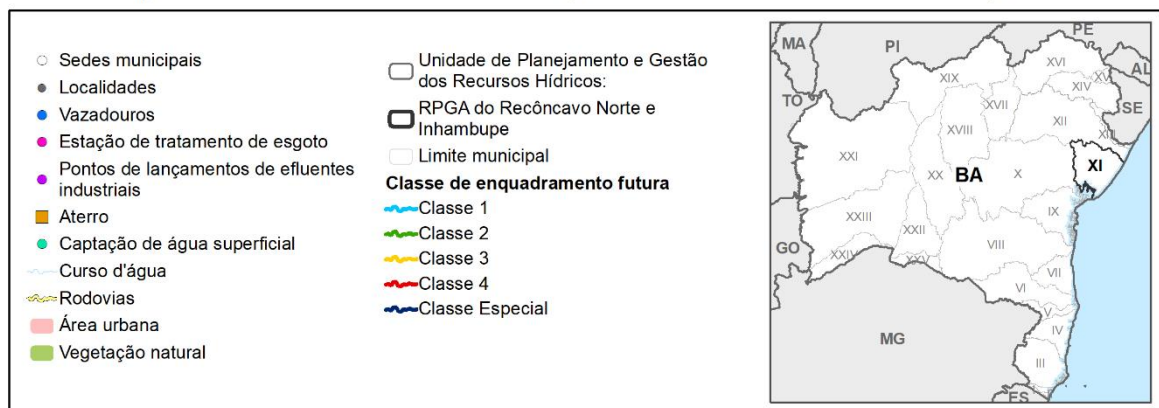 Sedes municipais
Localidades
Vazadouros
Estação de tratamento de esgoto
Pontos de lançamentos de efluentes
industriais
Aterro
Captação de água superficial
Curso d'água
Rodovias
Área urbana
Vegetação natural
Unidade de Planejamento e Gestão
dos Recursos Hídricos:
RPGA do Recôncavo Norte e
Inhambupe
Limite municipal
Classe de enquadramento futura
Classe 1
Classe 2
Classe 3
Classe 4
Classe Especial
MA
PI
PE
AL
TO
SE
XIX
XVI
XV
XIV
XVII
XII
XVIII
XIII
XXI
XX
BA
X
XI
IX
XXIII
XXII
GO
VIII
XXIV
XXV
VII
VI
V
IV
MG
III
ES